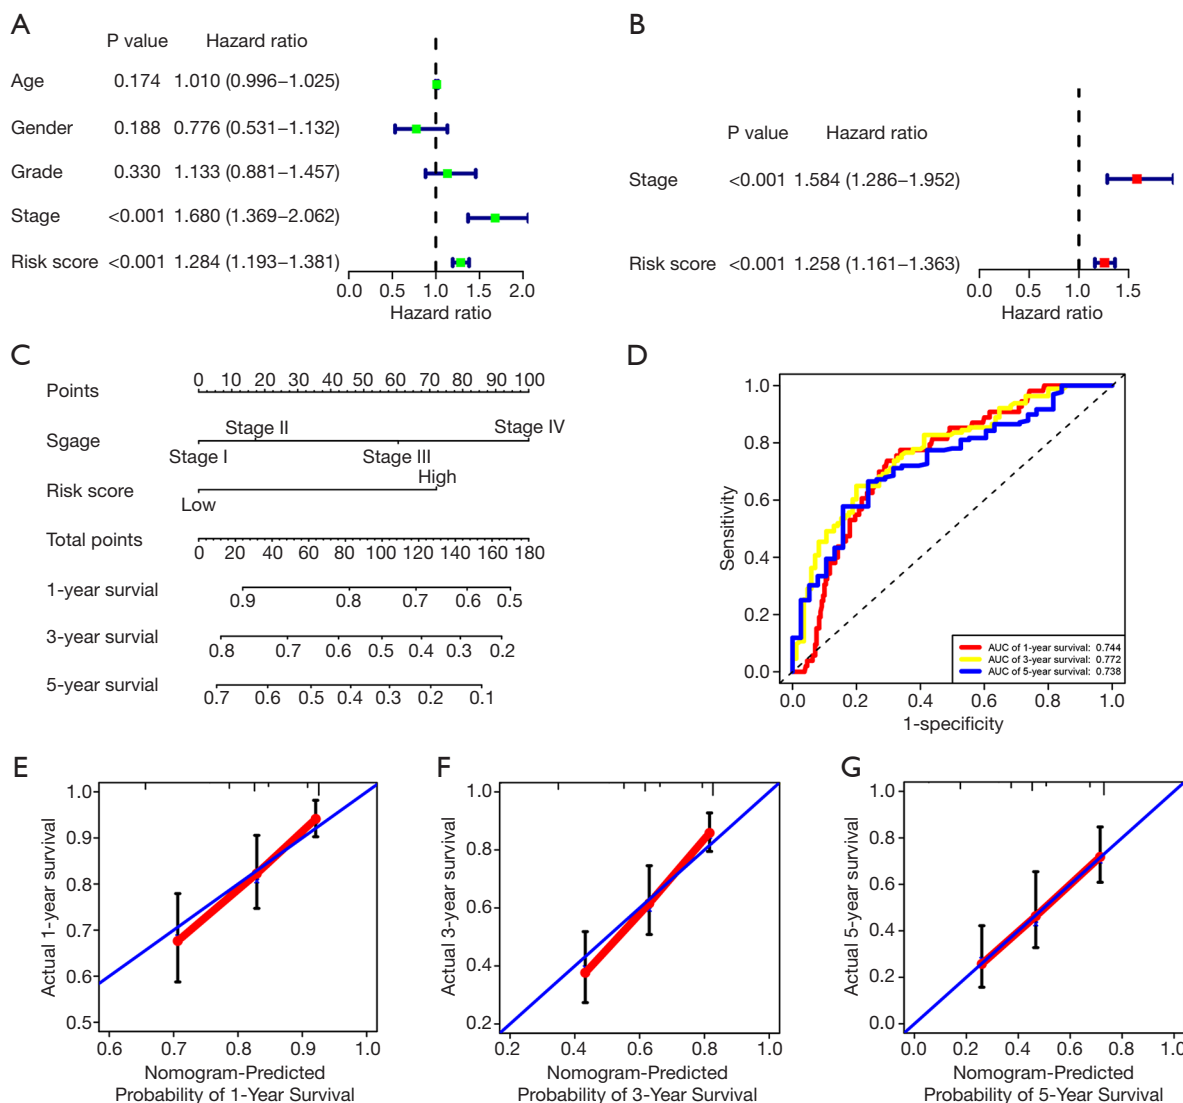 A
P value Hazard ratio
Age 0.174 1.010 (0.996–1.025)
Gender 0.188 0.776 (0.531–1.132)
Grade 0.330 1.133 (0.881–1.457)
Stage <0.001 1.680 (1.369–2.062)
Risk score <0.001 1.284 (1.193–1.381)
0.0 0.5 1.0 1.5 2.0
Hazard ratio
B
P value Hazard ratio
Stage <0.001 1.584 (1.286–1.952)
Risk score <0.001 1.258 (1.161–1.363)
0.0 1.0 1.5
Hazard ratio
C
Points 0 10 20 30 40 50 60 70 80 90 100
Sgage
Stage II Stage IV
Stage I Stage III
Risk score
High
Low
Total points
0 20 40 60 80 100 120 140 160 180
1-year survial
0.9 0.8 0.7 0.6 0.5
3-year survial
0.8 0.7 0.6 0.5 0.4 0.3 0.2
5-year survial
0.7 0.6 0.5 0.4 0.3 0.2 0.1
D
Sensitivity
1.0
0.8
0.6
0.4
0.2
0.0
AUC of 1-year survival: 0.744
AUC of 3-year survival: 0.772
AUC of 5-year survival: 0.738
0.0 0.2 0.4 0.6 0.8 1.0
1-specificity
E
Actual 1-year survival
1.0
0.9
0.8
0.7
0.6
0.5
0.6 0.7 0.8 0.9 1.0
Nomogram-Predicted
Probability of 1-Year Survival
F
Actual 3-year survival
1.0
0.8
0.6
0.4
0.2
0.2 0.4 0.6 0.8 1.0
Nomogram-Predicted
Probability of 3-Year Survival
G
Actual 5-year survival
1.0
0.8
0.6
0.4
0.2
0.0
0.0 0.2 0.4 0.6 0.8 1.0
Nomogram-Predicted
Probability of 5-Year Survival